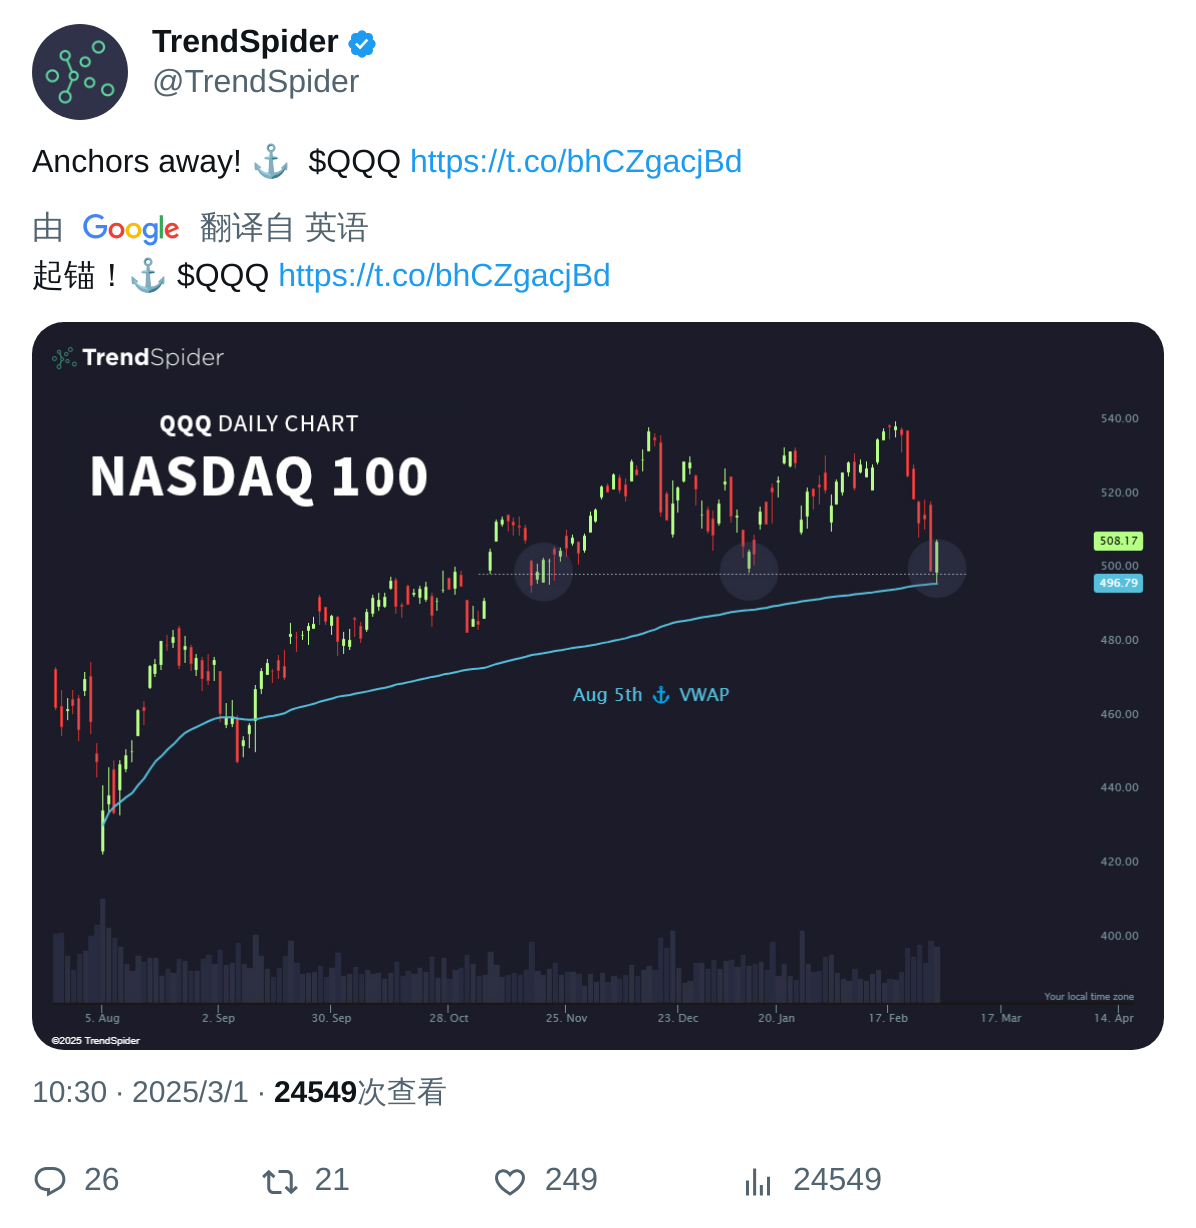 TrendSpider
@TrendSpider
Anchors away! ⚓ $QQQ https://t.co/bhCZgacjBd
由 Google 翻译自 英语
起锚！⚓ $QQQ https://t.co/bhCZgacjBd
TrendSpider
QQQ DAILY CHART
NASDAQ 100
540.00
520.00
508.17
500.00
496.79
480.00
Aug 5th ⚓ VWAP
460.00
440.00
420.00
400.00
Your local time zone
5. Aug 2. Sep 30. Sep 28. Oct 25. Nov 23. Dec 20. Jan 17. Feb 17. Mar 14. Apr
©2025 TrendSpider
10:30 · 2025/3/1 · 24549次查看
26 21 249 24549